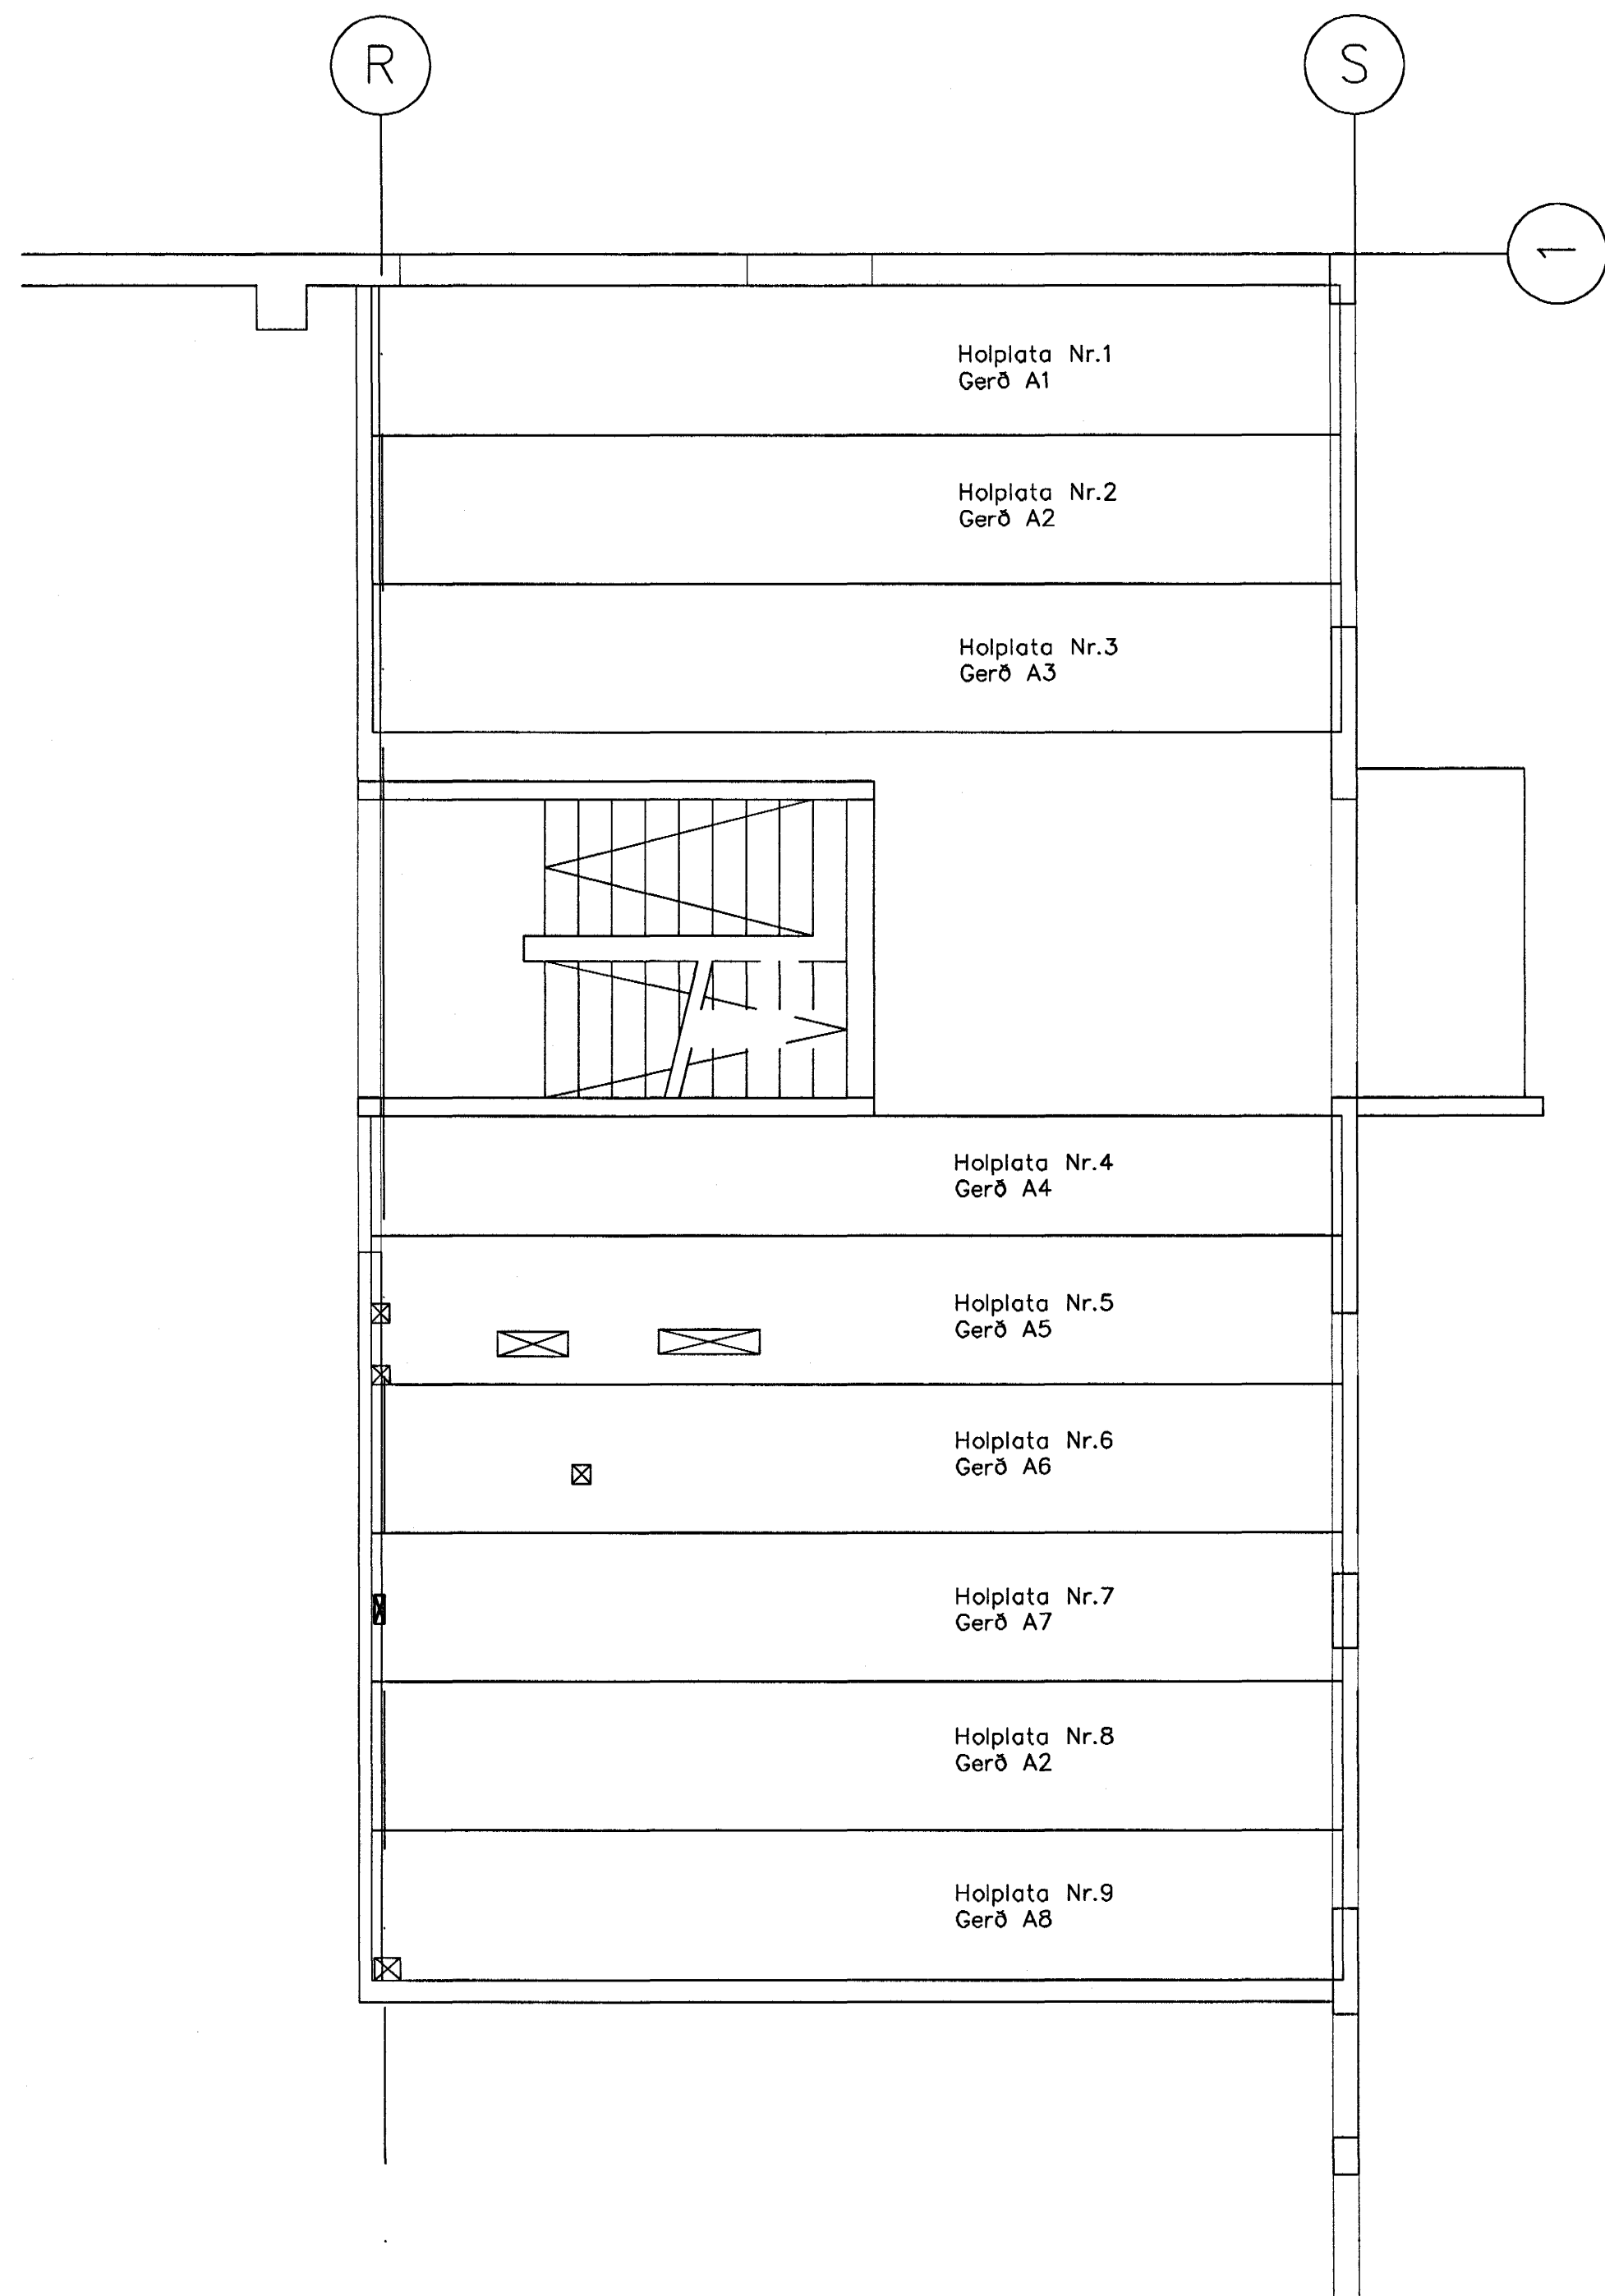 R
S
1
Holplata Nr.1
Gerð A1
Holplata Nr.2
Gerð A2
Holplata Nr.3
Gerð A3
Holplata Nr.4
Gerð A4
Holplata Nr.5
Gerð A5
Holplata Nr.6
Gerð A6
Holplata Nr.7
Gerð A7
Holplata Nr.8
Gerð A2
Holplata Nr.9
Gerð A8